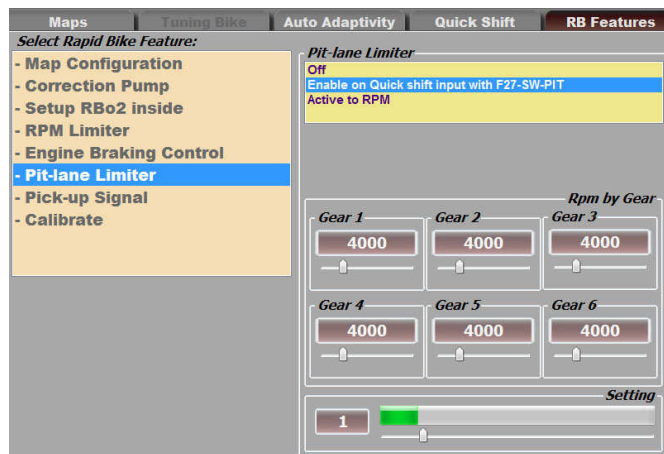 Maps Tuning Bike Auto Adaptivity Quick Shift RB Features
Select Rapid Bike Feature:
- Map Configuration
- Correction Pump
- Setup RBo2 inside
- RPM Limiter
- Engine Braking Control
- Pit-lane Limiter
- Pick-up Signal
- Calibrate
Pit-lane Limiter
Off
Enable on Quick shift input with F27-SW-PIT
Active to RPM
Rpm by Gear
Gear 1 Gear 2 Gear 3
4000 4000 4000
Gear 4 Gear 5 Gear 6
4000 4000 4000
Setting
1